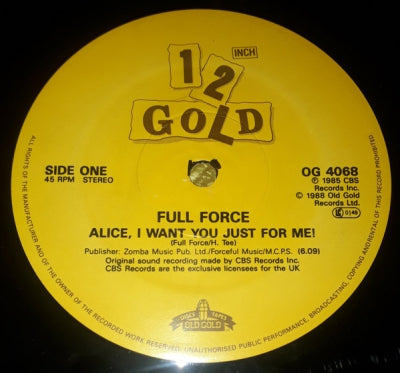 12 INCH
GOLD
SIDE ONE
45 RPM STEREO
OG 4068
℗ 1985 CBS
Records Inc.
© 1988 Old Gold
Records Ltd.
0146
FULL FORCE
ALICE, I WANT YOU JUST FOR ME!
(Full Force/H. Tee)
Publisher: Zomba Music Pub. Ltd./Forceful Music/M.C.P.S. (6.09)
Original sound recording made by CBS Records Inc.
CBS Records are the exclusive licensees for the UK
DISCS TAPES
OLD GOLD
ALL RIGHTS OF THE MANUFACTURER AND OF THE OWNER OF THE RECORDED WORK RESERVED. UNAUTHORISED PUBLIC PERFORMANCE, BROADCASTING, COPYING AND RENTAL OF THIS RECORD PROHIBITED